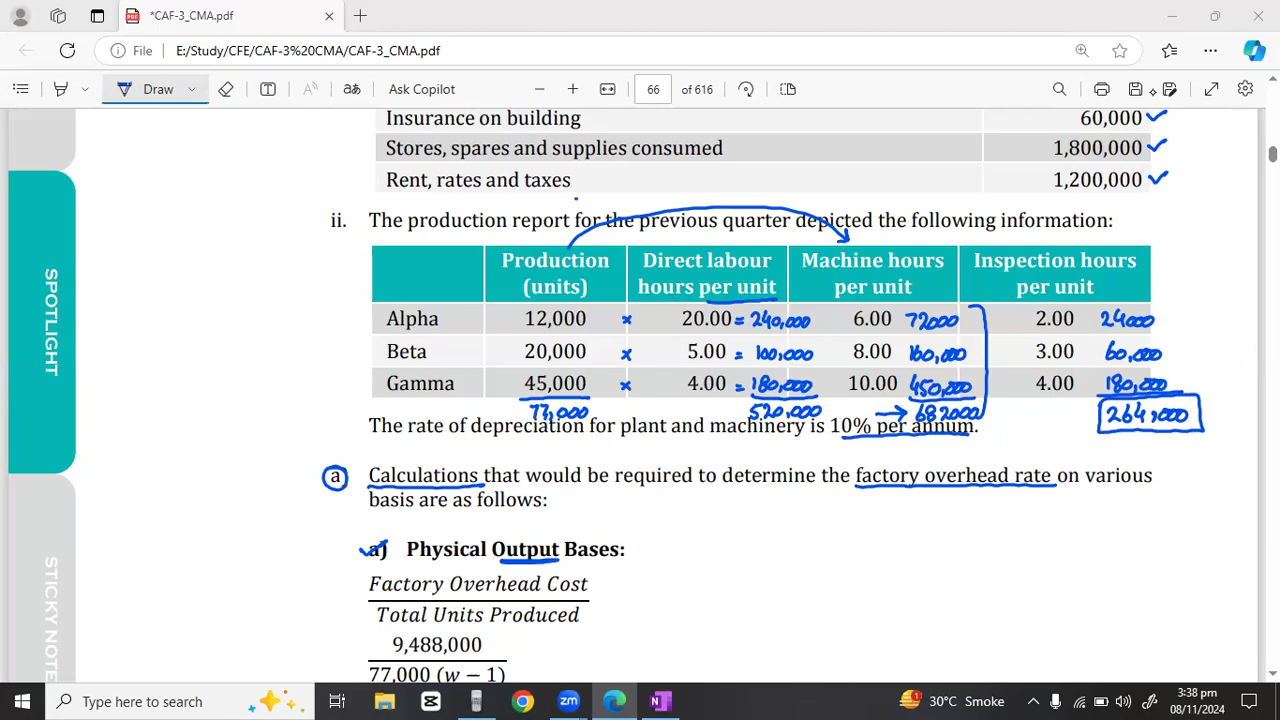 *CAF-3_CMA.pdf
File E:/Study/CFE/CAF-3%20CMA/CAF-3_CMA.pdf
Draw Ask Copilot 66 of 616
Insurance on building 60,000
Stores, spares and supplies consumed 1,800,000
Rent, rates and taxes 1,200,000
ii. The production report for the previous quarter depicted the following information:
Production (units) Direct labour hours per unit Machine hours per unit Inspection hours per unit
Alpha 12,000 × 20.00 = 240,000 6.00 72000 2.00 24000
Beta 20,000 × 5.00 = 100,000 8.00 160,000 3.00 60,000
Gamma 45,000 × 4.00 = 180,000 10.00 450,000 4.00 180,000
77,000 520,000 → 682000 264,000
The rate of depreciation for plant and machinery is 10% per annum.
a Calculations that would be required to determine the factory overhead rate on various
basis are as follows:
a) Physical Output Bases:
Factory Overhead Cost
Total Units Produced
9,488,000
77,000 (w − 1)
SPOTLIGHT
STICKY NOTE
Type here to search
zm
N
30°C Smoke
3:38 pm
08/11/2024